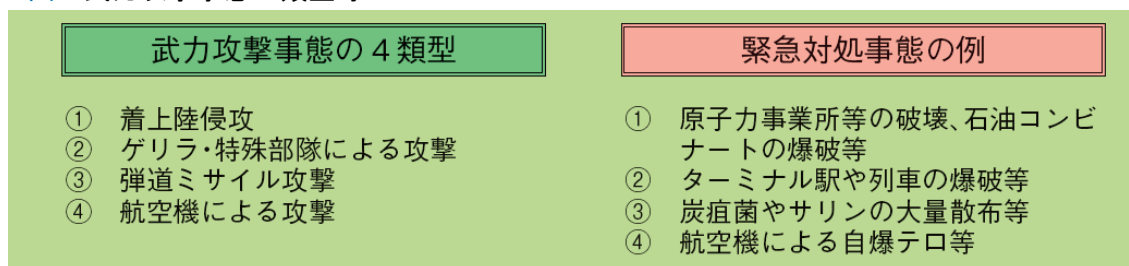 武力攻撃事態の４類型
① 着上陸侵攻
② ゲリラ・特殊部隊による攻撃
③ 弾道ミサイル攻撃
④ 航空機による攻撃
緊急対処事態の例
① 原子力事業所等の破壊、石油コンビ
ナートの爆破等
② ターミナル駅や列車の爆破等
③ 炭疽菌やサリンの大量散布等
④ 航空機による自爆テロ等